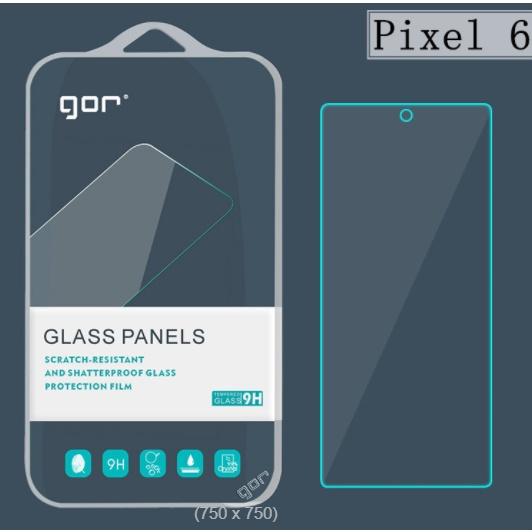 Pixel 6
gor
GLASS PANELS
SCRATCH-RESISTANT
AND SHATTERPROOF GLASS
PROTECTION FILM
TEMPERED
GLASS 9H
9H
gor
(750 x 750)